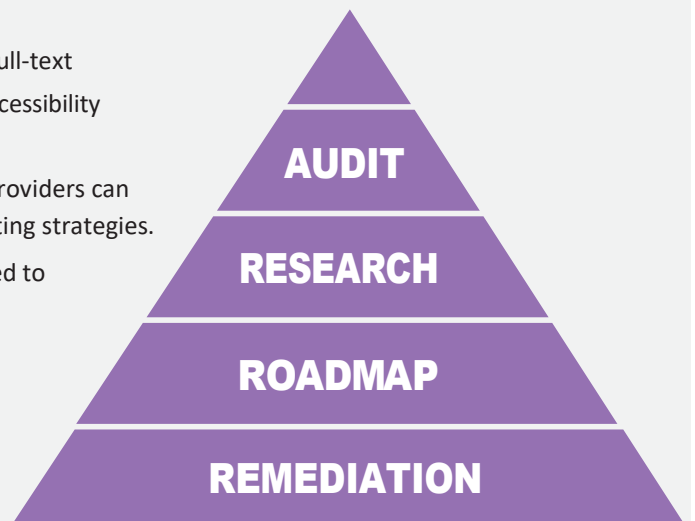 ull-text
cessibility
roviders can
ting strategies.
ed to
AUDIT
RESEARCH
ROADMAP
REMEDIATION